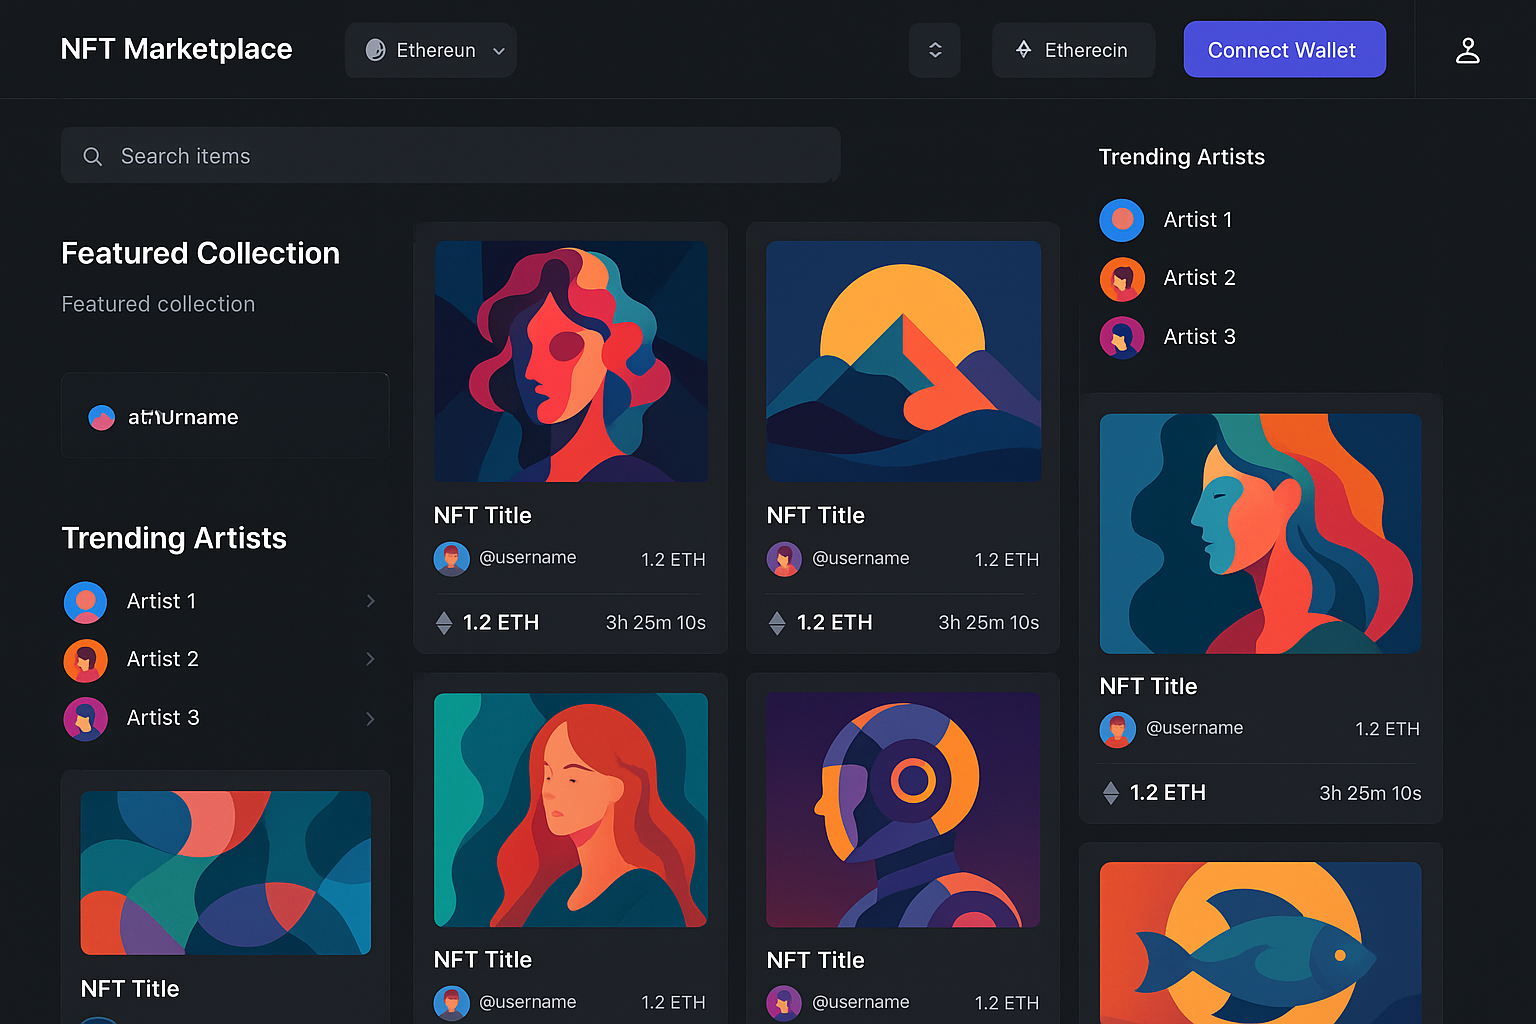 NFT Marketplace
Ethereun
Etherecin
Connect Wallet
Search items
Featured Collection
Featured collection
Trending Artists
Artist 1
Artist 2
Artist 3
NFT Title
NFT Title
@username 1.2 ETH
1.2 ETH 3h 25m 10s
NFT Title
@username 1.2 ETH
NFT Title
@username 1.2 ETH
1.2 ETH 3h 25m 10s
NFT Title
@username 1.2 ETH
Trending Artists
Artist 1
Artist 2
Artist 3
NFT Title
@username 1.2 ETH
1.2 ETH 3h 25m 10s